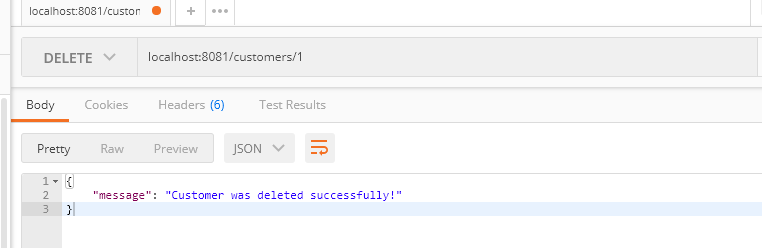 localhost:8081/custon
+ •••
DELETE localhost:8081/customers/1
Body Cookies Headers (6) Test Results
Pretty Raw Preview JSON
1 {
2 "message": "Customer was deleted successfully!"
3 }